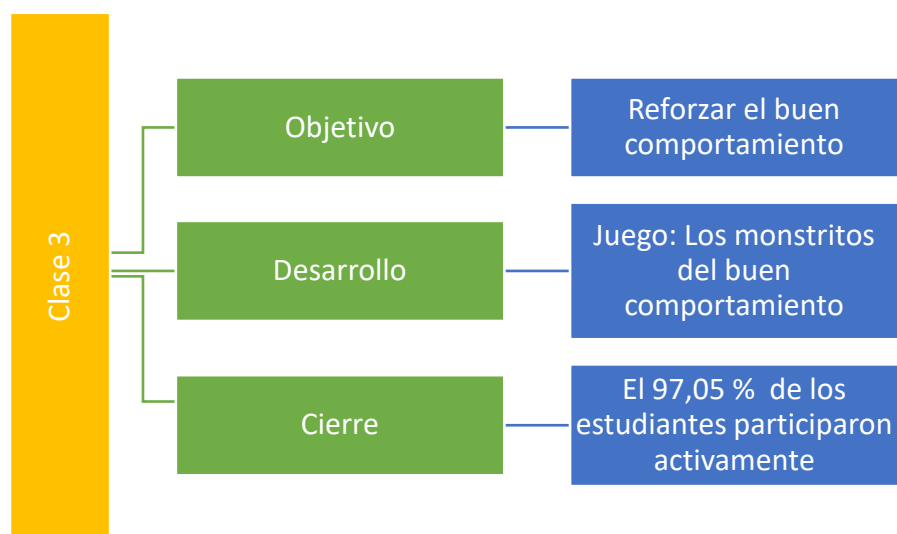 Clase 3
Objetivo
Reforzar el buen
comportamiento
Desarrollo
Juego: Los monstritos
del buen
comportamiento
Cierre
El 97,05 % de los
estudiantes participaron
activamente